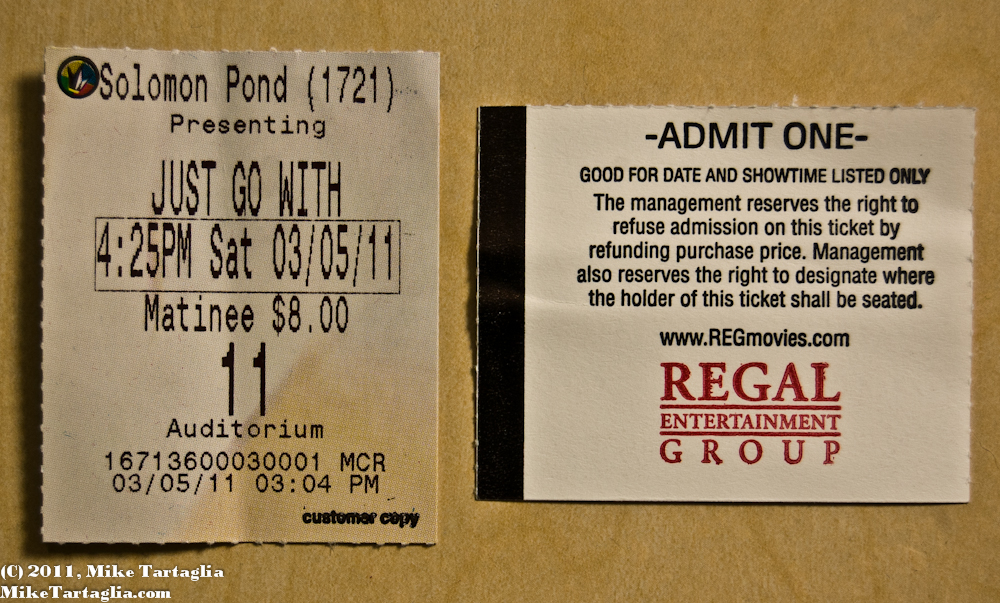 Solomon Pond (1721)
Presenting
JUST GO WITH
4:25PM Sat 03/05/11
Matinee $8.00
11
Auditorium
16713600030001 MCR
03/05/11 03:04 PM
customer copy
-ADMIT ONE-
GOOD FOR DATE AND SHOWTIME LISTED ONLY
The management reserves the right to
refuse admission on this ticket by
refunding purchase price. Management
also reserves the right to designate where
the holder of this ticket shall be seated.
www.REGmovies.com
REGAL
ENTERTAINMENT
GROUP
(C) 2011, Mike Tartaglia
MikeTartaglia.com